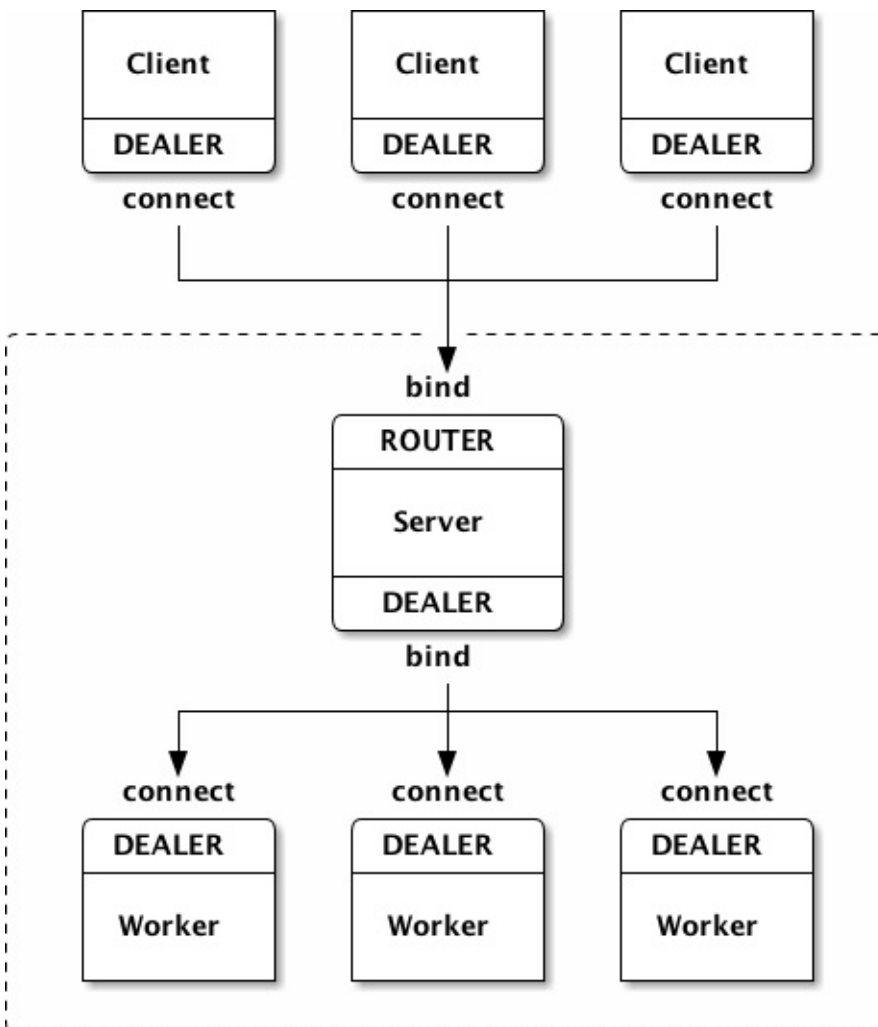 Client Client Client
DEALER DEALER DEALER
connect connect connect
bind
ROUTER
Server
DEALER
bind
connect connect connect
DEALER DEALER DEALER
Worker Worker Worker